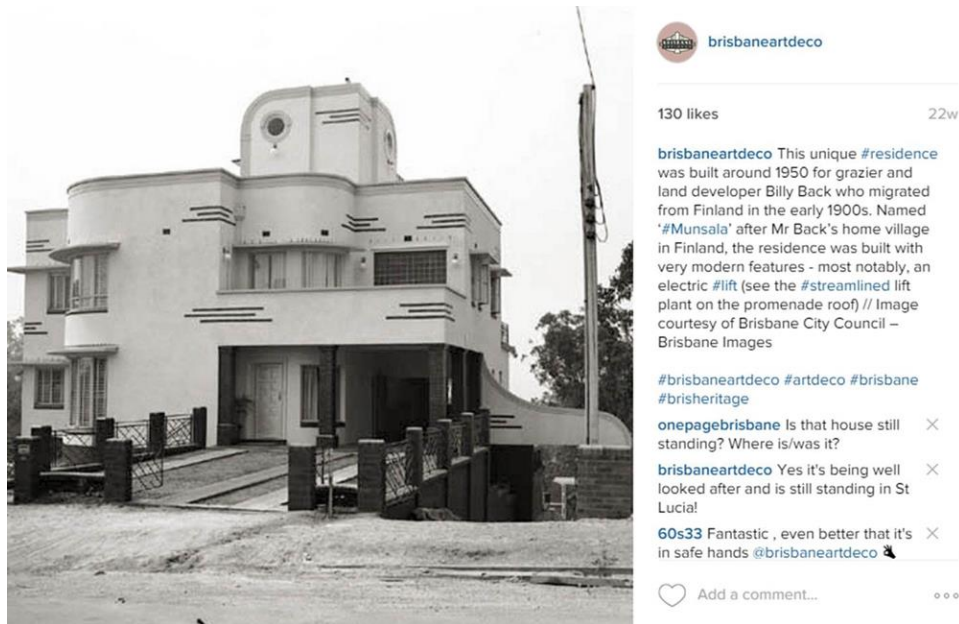 brisbaneartdeco
130 likes
22w
brisbaneartdeco This unique #residence
was built around 1950 for grazier and
land developer Billy Back who migrated
from Finland in the early 1900s. Named
‘#Munsala’ after Mr Back’s home village
in Finland, the residence was built with
very modern features - most notably, an
electric #lift (see the #streamlined lift
plant on the promenade roof) // Image
courtesy of Brisbane City Council –
Brisbane Images
#brisbaneartdeco #artdeco #brisbane
#brisheritage
onepagebrisbane Is that house still
standing? Where is/was it?
brisbaneartdeco Yes it's being well
looked after and is still standing in St
Lucia!
60s33 Fantastic , even better that it's
in safe hands @brisbaneartdeco
Add a comment...